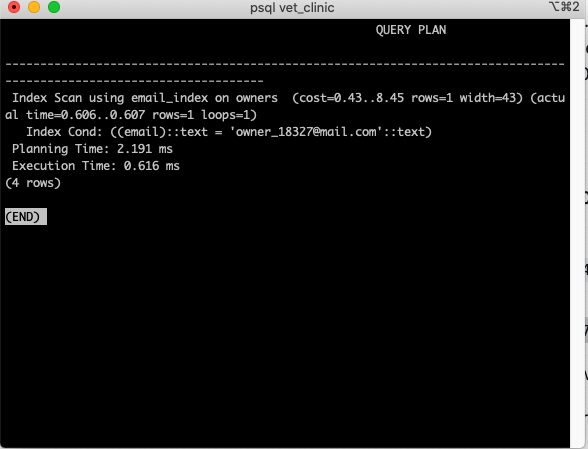 psql vet_clinic
⌥⌘2
QUERY PLAN
--------------------------------------------------------------------------------
-------------------------------------
Index Scan using email_index on owners  (cost=0.43..8.45 rows=1 width=43) (actu
al time=0.606..0.607 rows=1 loops=1)
Index Cond: ((email)::text = 'owner_18327@mail.com'::text)
Planning Time: 2.191 ms
Execution Time: 0.616 ms
(4 rows)
(END)